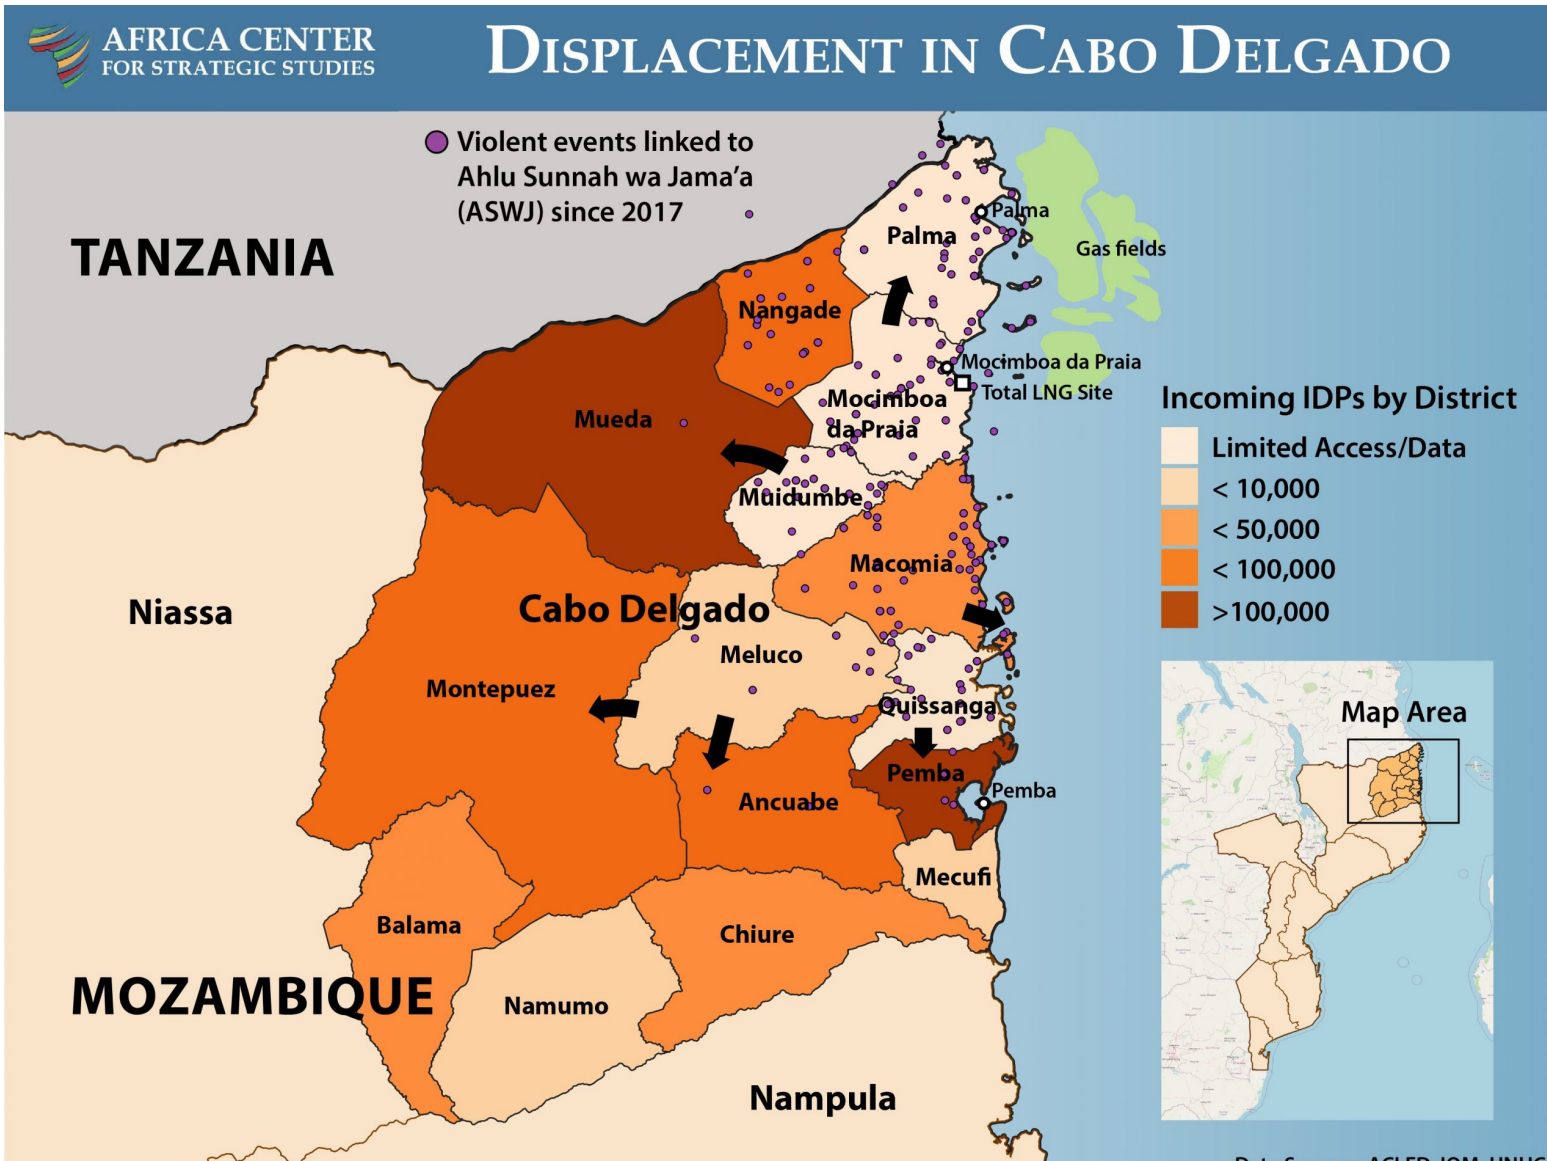 AFRICA CENTER
FOR STRATEGIC STUDIES
DISPLACEMENT IN CABO DELGADO
Violent events linked to
Ahlu Sunnah wa Jama’a
(ASWJ) since 2017
TANZANIA
Palma
Palma
Gas fields
Nangade
Mocimboa da Praia
Total LNG Site
Mocimboa
da Praia
Mueda
Muidumbe
Macomia
Incoming IDPs by District
Limited Access/Data
< 10,000
< 50,000
< 100,000
>100,000
Niassa
Cabo Delgado
Meluco
Montepuez
Quissanga
Map Area
Pemba
Pemba
Ancuabe
Mecufi
Balama
Chiure
MOZAMBIQUE
Namumo
Nampula